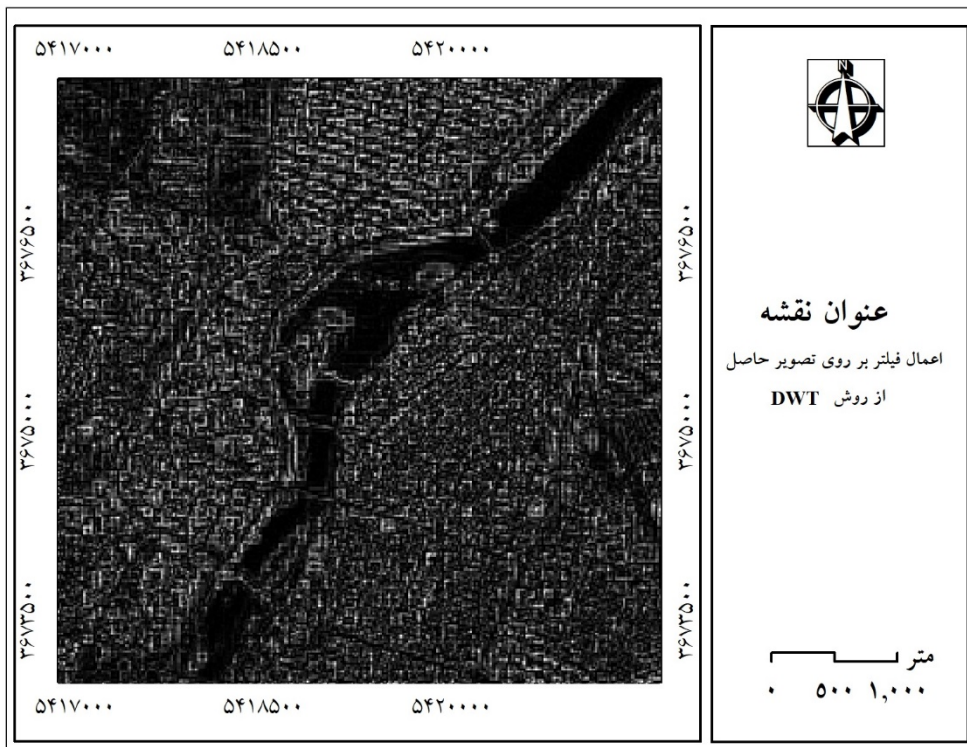 ۵۴۱۷۰۰۰ ۵۴۱۸۵۰۰ ۵۴۲۰۰۰۰
۳۶۷۶۵۰۰ ۳۶۷۶۵۰۰
۳۶۷۵۰۰۰ ۳۶۷۵۰۰۰
۳۶۷۳۵۰۰ ۳۶۷۳۵۰۰
۵۴۱۷۰۰۰ ۵۴۱۸۵۰۰ ۵۴۲۰۰۰۰
N
عنوان نقشه
اعمال فیلتر بر روی تصویر حاصل
از روش DWT
متر
۰ ۵۰۰ ۱,۰۰۰